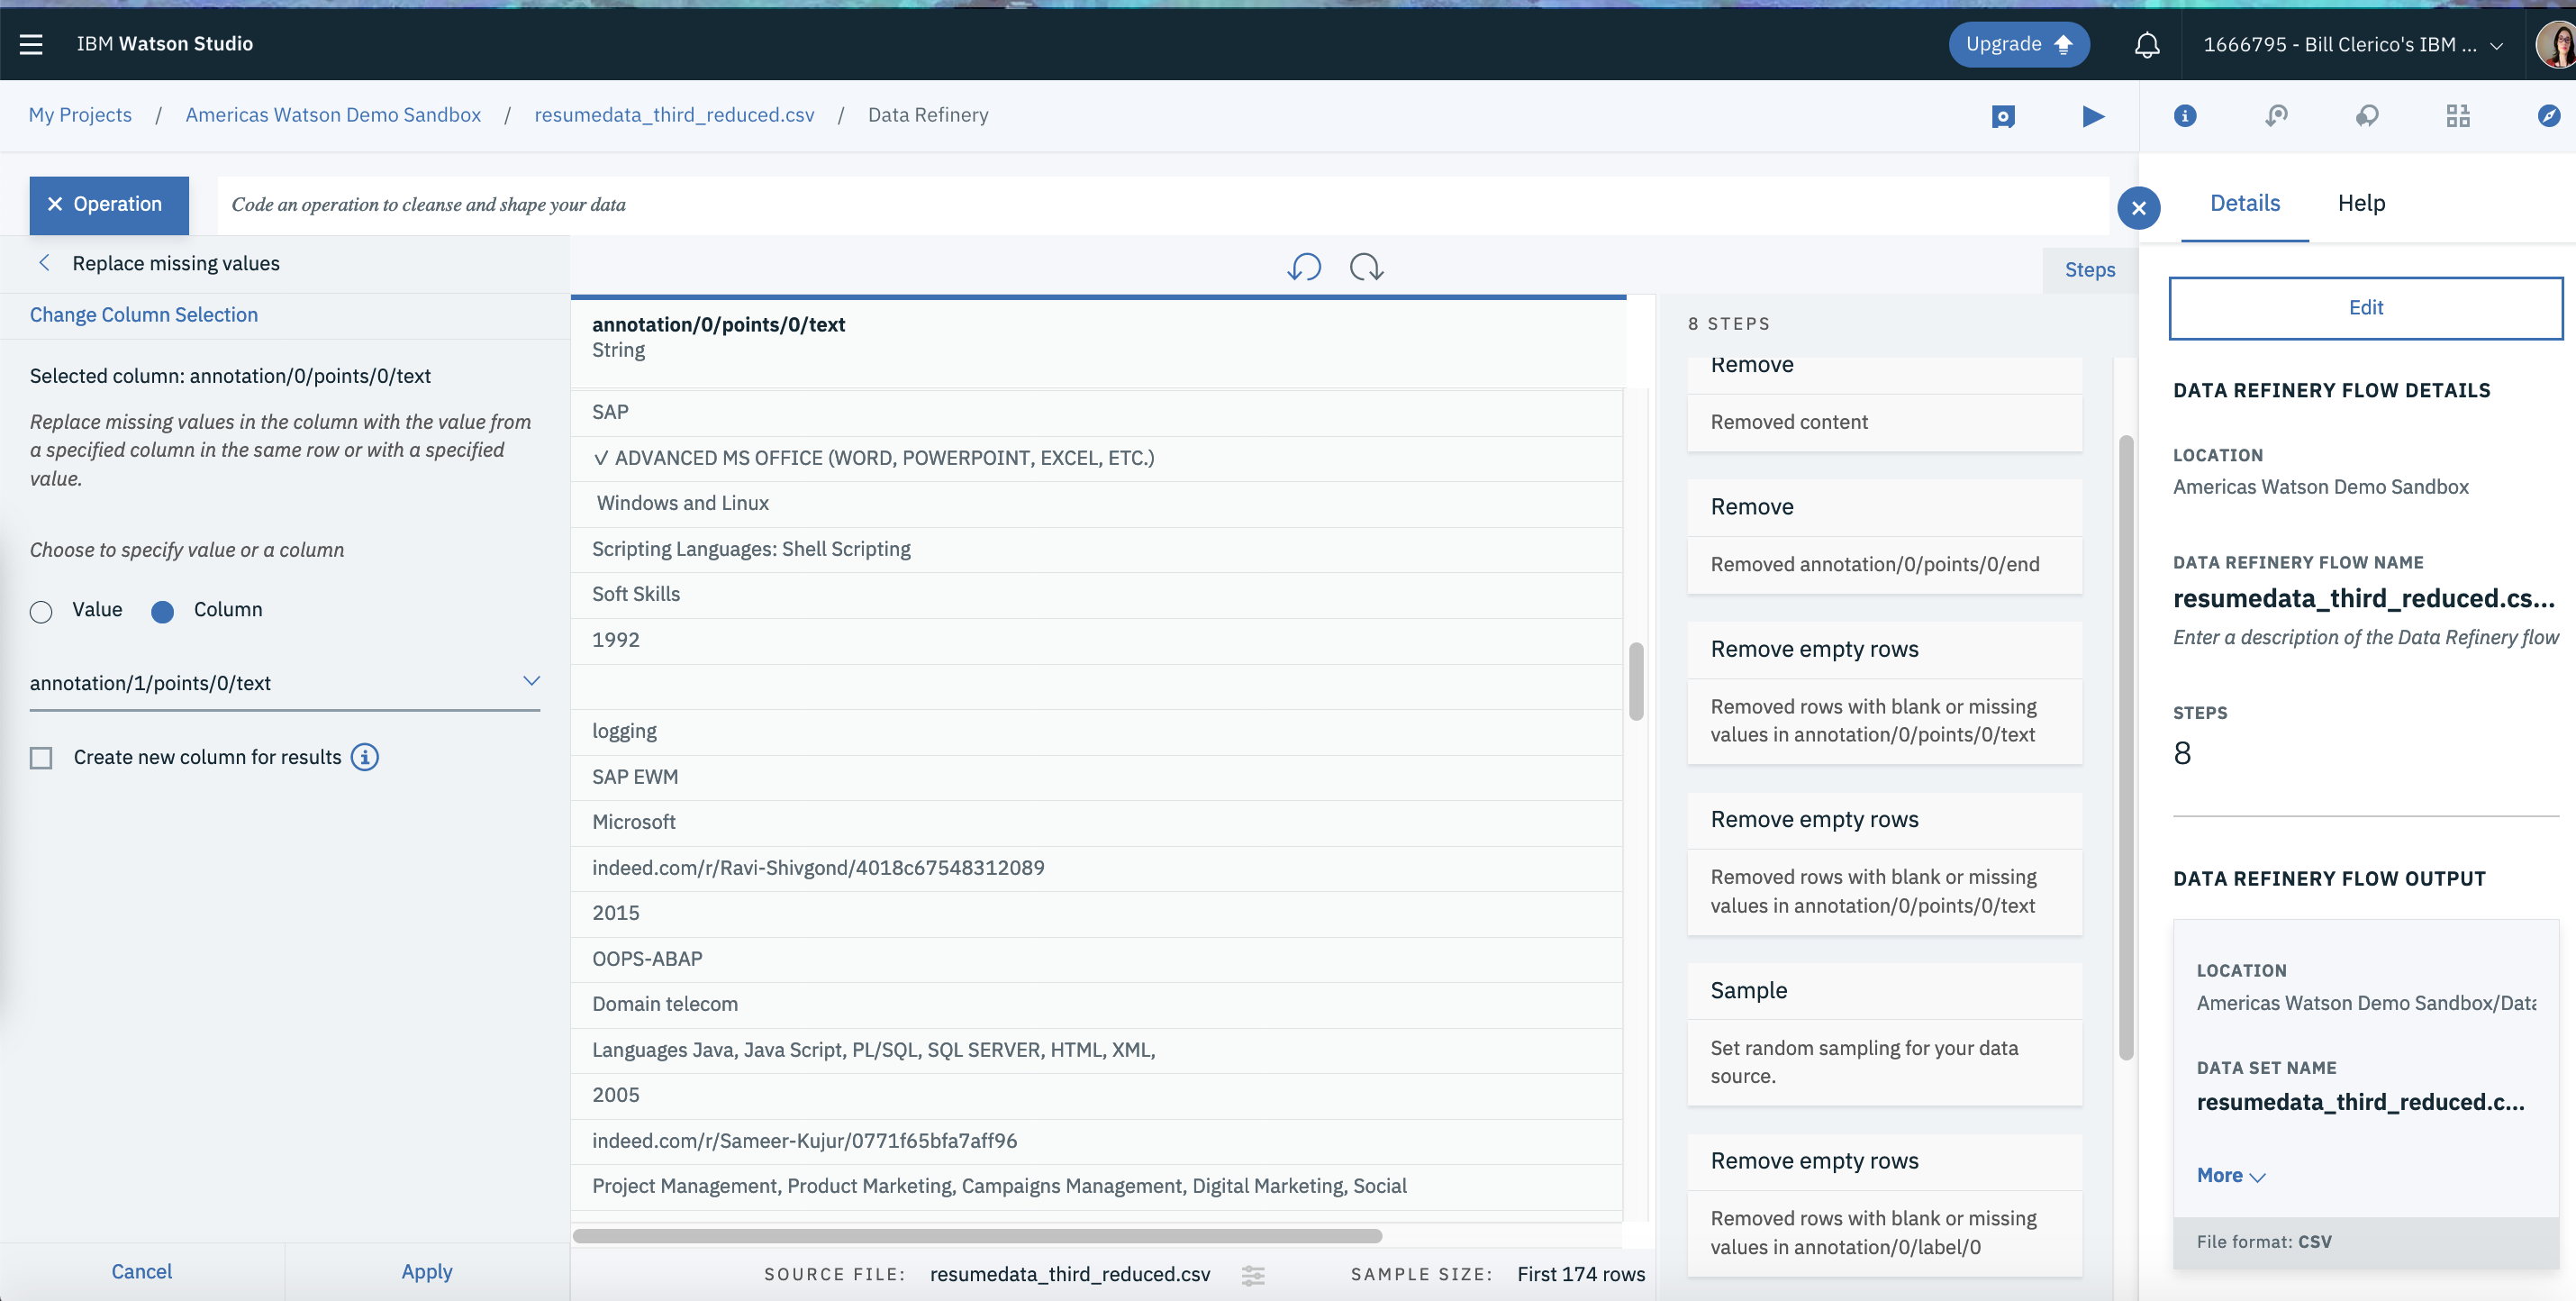 IBM Watson Studio
Upgrade
1666795 - Bill Clerico's IBM ...
My Projects / Americas Watson Demo Sandbox / resumedata_third_reduced.csv / Data Refinery
Operation
Code an operation to cleanse and shape your data
Replace missing values
Change Column Selection
Selected column: annotation/0/points/0/text
Replace missing values in the column with the value from
a specified column in the same row or with a specified
value.
Choose to specify value or a column
Value
Column
annotation/1/points/0/text
Create new column for results
Cancel
Apply
annotation/0/points/0/text
String
SAP
✓ ADVANCED MS OFFICE (WORD, POWERPOINT, EXCEL, ETC.)
Windows and Linux
Scripting Languages: Shell Scripting
Soft Skills
1992
logging
SAP EWM
Microsoft
indeed.com/r/Ravi-Shivgond/4018c67548312089
2015
OOPS-ABAP
Domain telecom
Languages Java, Java Script, PL/SQL, SQL SERVER, HTML, XML,
2005
indeed.com/r/Sameer-Kujur/0771f65bfa7aff96
Project Management, Product Marketing, Campaigns Management, Digital Marketing, Social
SOURCE FILE: resumedata_third_reduced.csv
SAMPLE SIZE: First 174 rows
Steps
8 STEPS
Remove
Removed content
Remove
Removed annotation/0/points/0/end
Remove empty rows
Removed rows with blank or missing
values in annotation/0/points/0/text
Remove empty rows
Removed rows with blank or missing
values in annotation/0/points/0/text
Sample
Set random sampling for your data
source.
Remove empty rows
Removed rows with blank or missing
values in annotation/0/label/0
Details
Help
Edit
DATA REFINERY FLOW DETAILS
LOCATION
Americas Watson Demo Sandbox
DATA REFINERY FLOW NAME
resumedata_third_reduced.cs...
Enter a description of the Data Refinery flow
STEPS
8
DATA REFINERY FLOW OUTPUT
LOCATION
Americas Watson Demo Sandbox/Data
DATA SET NAME
resumedata_third_reduced.c...
More
File format: CSV